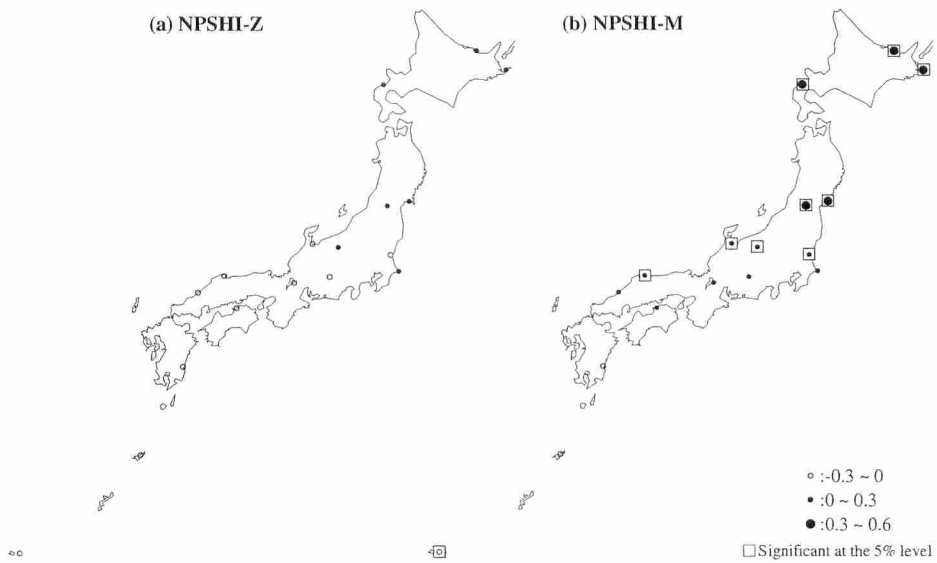 (a) NPSHI-Z
(b) NPSHI-M
○ :-0.3 ~ 0
● :0 ~ 0.3
● :0.3 ~ 0.6
□ Significant at the 5% level